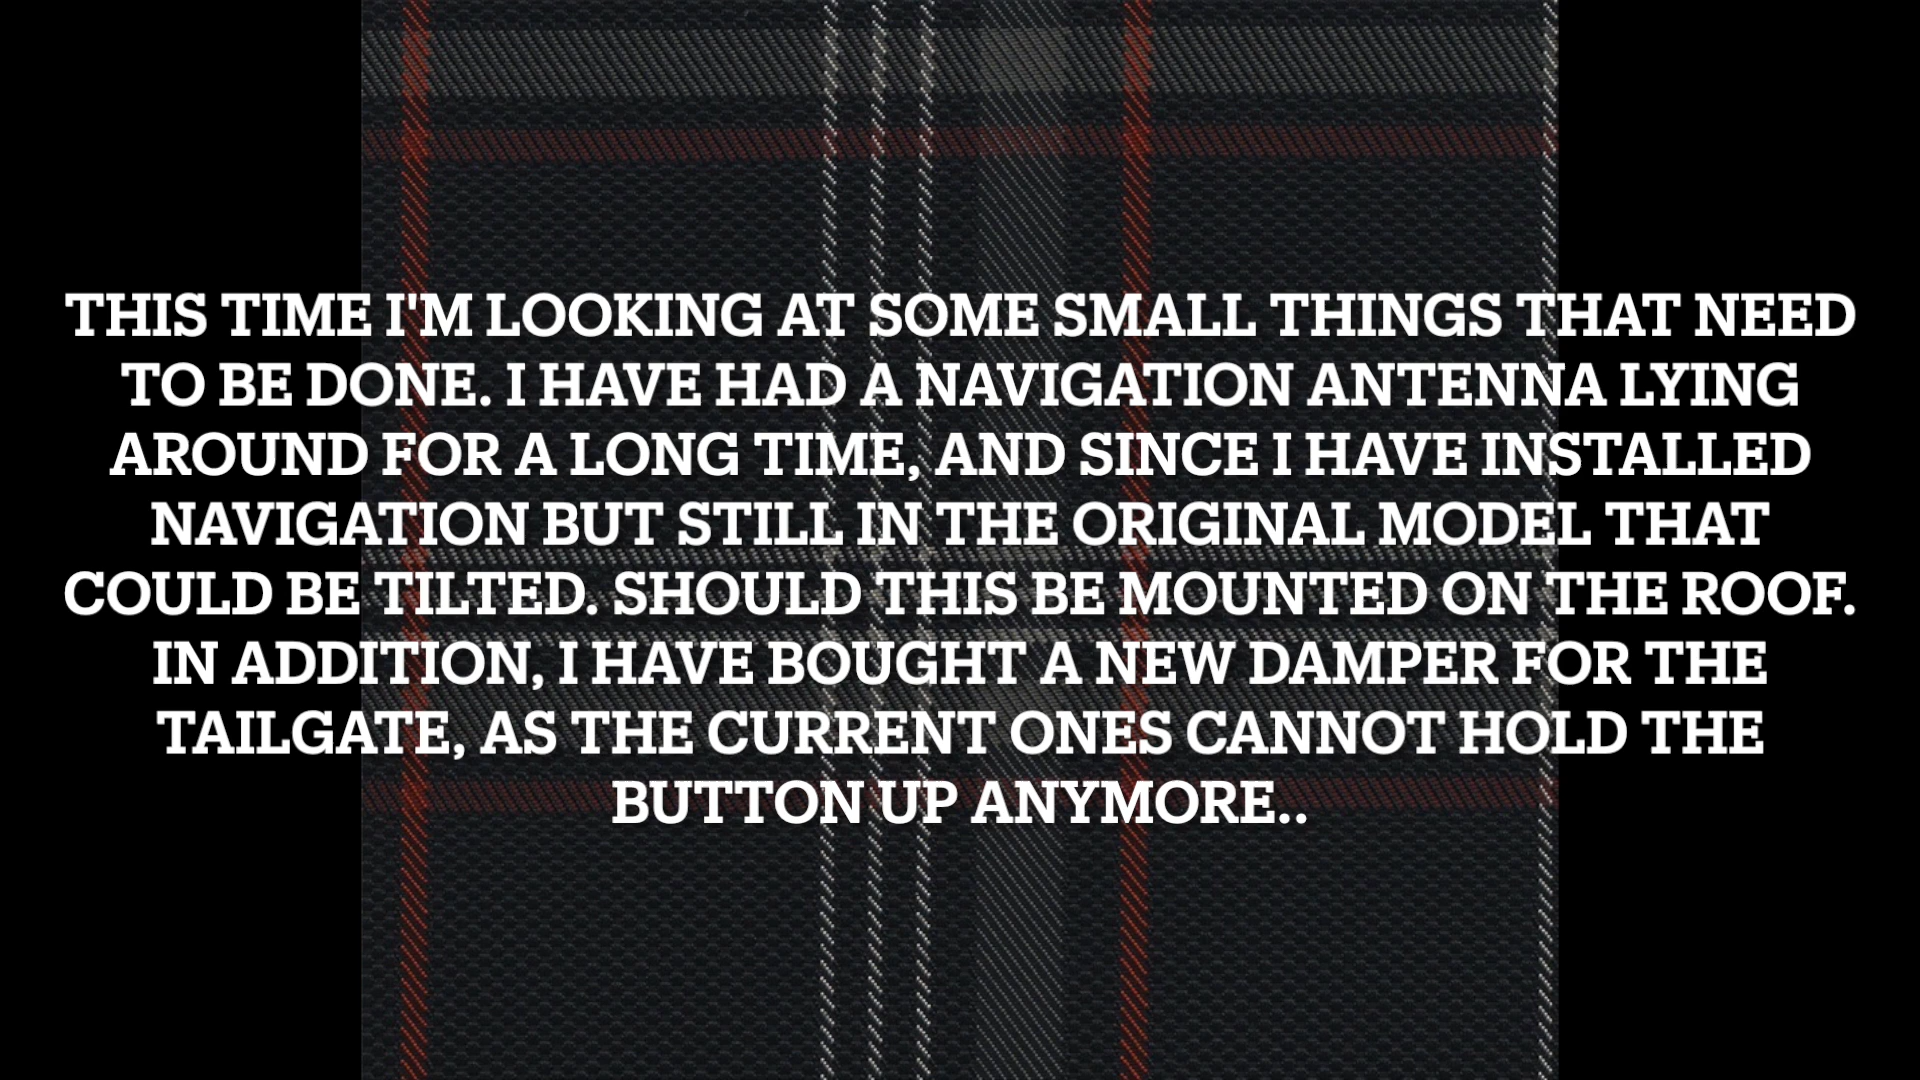 THIS TIME I'M LOOKING AT SOME SMALL THINGS THAT NEED
TO BE DONE. I HAVE HAD A NAVIGATION ANTENNA LYING
AROUND FOR A LONG TIME, AND SINCE I HAVE INSTALLED
NAVIGATION BUT STILL IN THE ORIGINAL MODEL THAT
COULD BE TILTED. SHOULD THIS BE MOUNTED ON THE ROOF.
IN ADDITION, I HAVE BOUGHT A NEW DAMPER FOR THE
TAILGATE, AS THE CURRENT ONES CANNOT HOLD THE
BUTTON UP ANYMORE..